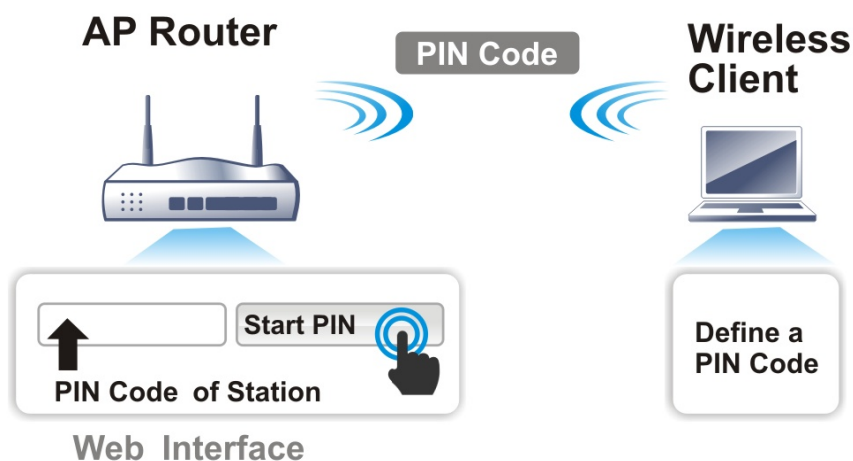 AP Router
PIN Code
Wireless
Client
Start PIN
PIN Code of Station
Web Interface
Define a
PIN Code